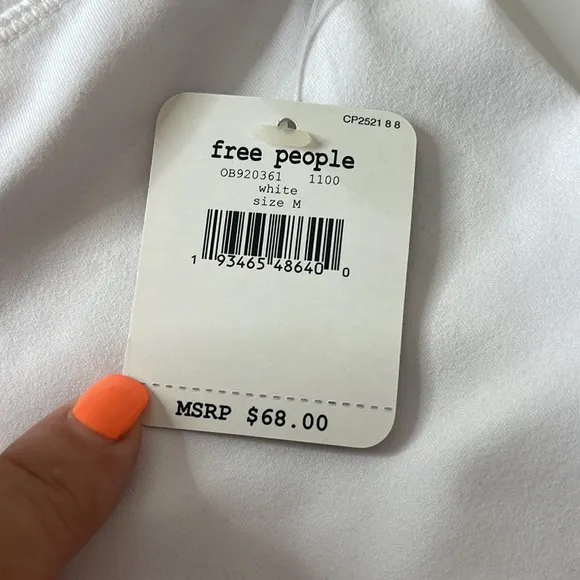 CP2521 8 8
free people
OB920361 1100
white
size M
1 93465 48640 0
MSRP $68.00